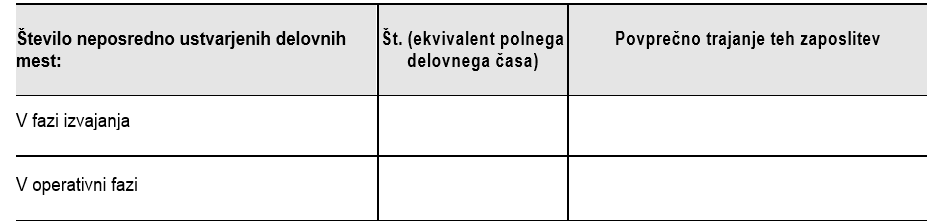 Število neposredno ustvarjenih delovnih
mest:
Št. (ekvivalent polnega
delovnega časa)
Povprečno trajanje teh zaposlitev
V fazi izvajanja
V operativni fazi